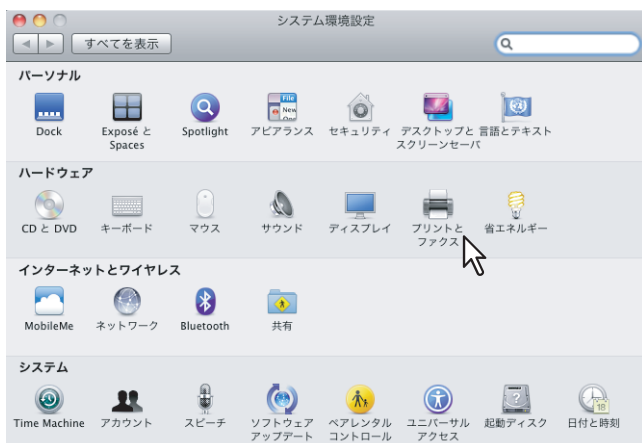 システム環境設定
すべてを表示
パーソナル
Dock Exposé と Spotlight アピアランス セキュリティ デスクトップと 言語とテキスト
Spaces スクリーンセーバ
File
New
ハードウェア
CD と DVD キーボード マウス サウンド ディスプレイ プリントと 省エネルギー
ファクス
インターネットとワイヤレス
MobileMe ネットワーク Bluetooth 共有
システム
18
Time Machine アカウント スピーチ ソフトウェア ペアレンタル ユニバーサル 起動ディスク 日付と時刻
アップデート コントロール アクセス